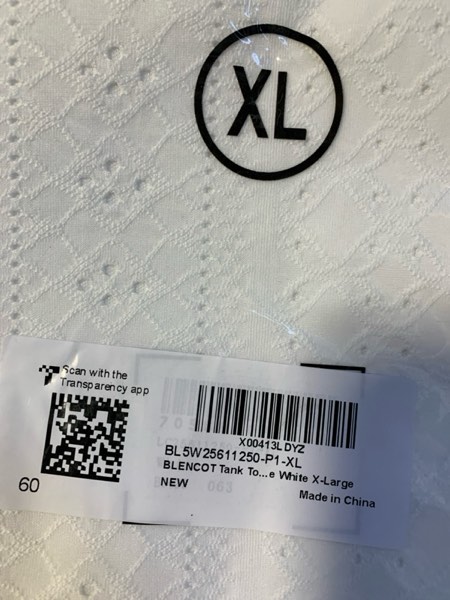 XL
Scan with the
Transparency app
X00413LDYZ
BL5W25611250-P1-XL
BLENCOT Tank To...e White X-Large
NEW
Made in China
60
063